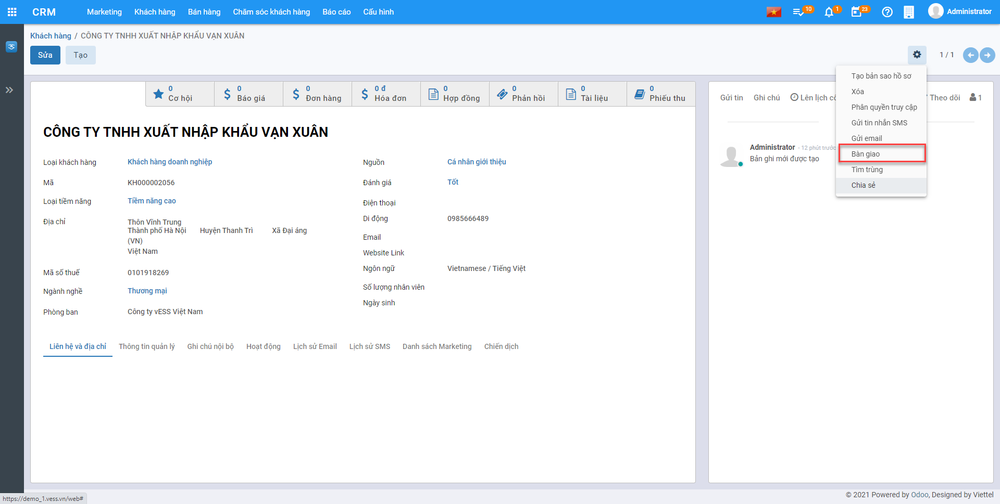 CRM Marketing Khách hàng Bán hàng Chăm sóc khách hàng Báo cáo Cấu hình 10 1 23 Administrator
Khách hàng / CÔNG TY TNHH XUẤT NHẬP KHẨU VẠN XUÂN
Sửa Tạo 1 / 1
Tạo bản sao hồ sơ
Xóa
Phân quyền truy cập
Gửi tin nhắn SMS
Gửi email
Bàn giao
Tìm trùng
Chia sẻ
0 Cơ hội
0 Báo giá
0 Đơn hàng
0 đ Hóa đơn
0 Hợp đồng
0 Phản hồi
0 Tài liệu
0 Phiếu thu
CÔNG TY TNHH XUẤT NHẬP KHẨU VẠN XUÂN
Loại khách hàng Khách hàng doanh nghiệp
Mã KH000002056
Loại tiềm năng Tiềm năng cao
Địa chỉ Thôn Vĩnh Trung
Thành phố Hà Nội Huyện Thanh Trì Xã Đại áng
(VN)
Việt Nam
Mã số thuế 0101918269
Ngành nghề Thương mại
Phòng ban Công ty vESS Việt Nam
Nguồn Cá nhân giới thiệu
Đánh giá Tốt
Điện thoại
Di động 0985666489
Email
Website Link
Ngôn ngữ Vietnamese / Tiếng Việt
Số lượng nhân viên
Ngày sinh
Liên hệ và địa chỉ Thông tin quản lý Ghi chú nội bộ Hoạt động Lịch sử Email Lịch sử SMS Danh sách Marketing Chiến dịch
Gửi tin Ghi chú Lên lịch Theo dõi 1
Administrator - 12 phút trước
Bản ghi mới được tạo
© 2021 Powered by Odoo, Designed by Viettel
https://demo_1.vess.vn/web#